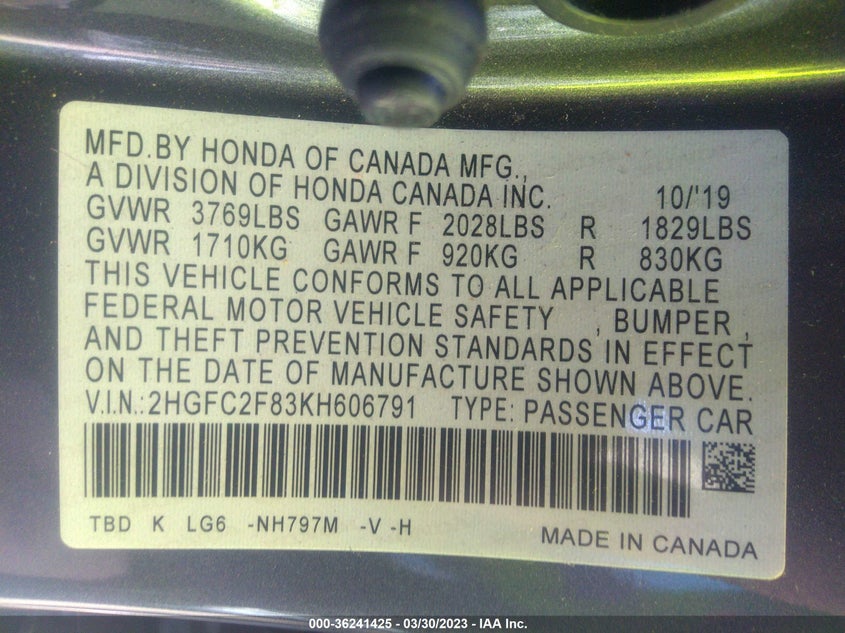 MFD.BY HONDA OF CANADA MFG.,
A DIVISION OF HONDA CANADA INC. 10/'19
GVWR 3769LBS GAWR F 2028LBS R 1829LBS
GVWR 1710KG GAWR F 920KG R 830KG
THIS VEHICLE CONFORMS TO ALL APPLICABLE
FEDERAL MOTOR VEHICLE SAFETY , BUMPER ,
AND THEFT PREVENTION STANDARDS IN EFFECT
ON THE DATE OF MANUFACTURE SHOWN ABOVE.
V.I.N.:2HGFC2F83KH606791 TYPE: PASSENGER CAR
TBD K LG6 -NH797M -V -H
MADE IN CANADA
000-36241425 | 03/30/2023 - IAA Inc.